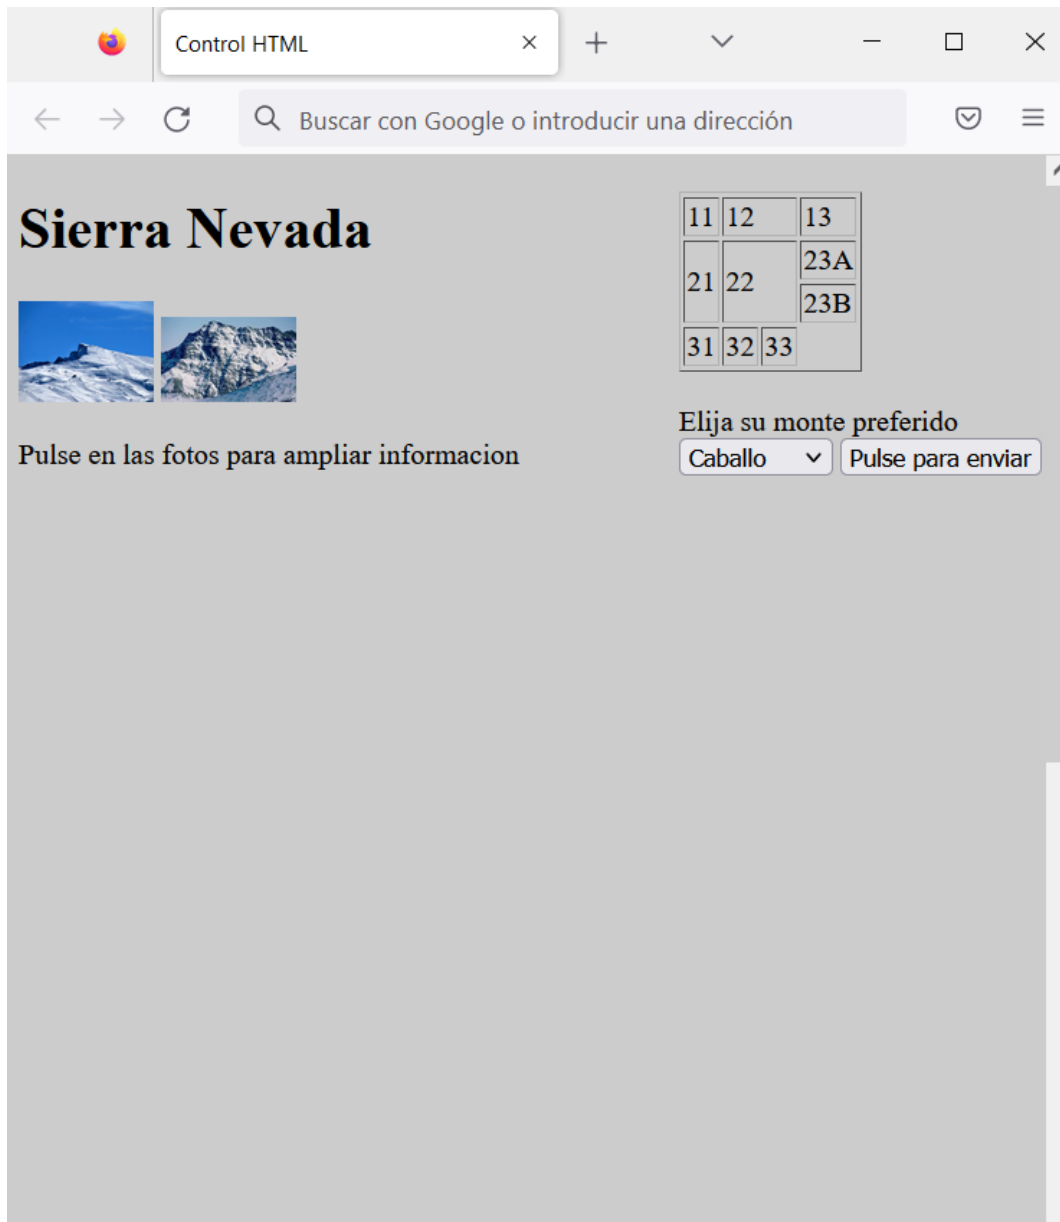 Control HTML
Buscar con Google o introducir una dirección
Sierra Nevada
Pulse en las fotos para ampliar informacion
11 12 13
21 22 23A
23B
31 32 33
Elija su monte preferido
Caballo Pulse para enviar